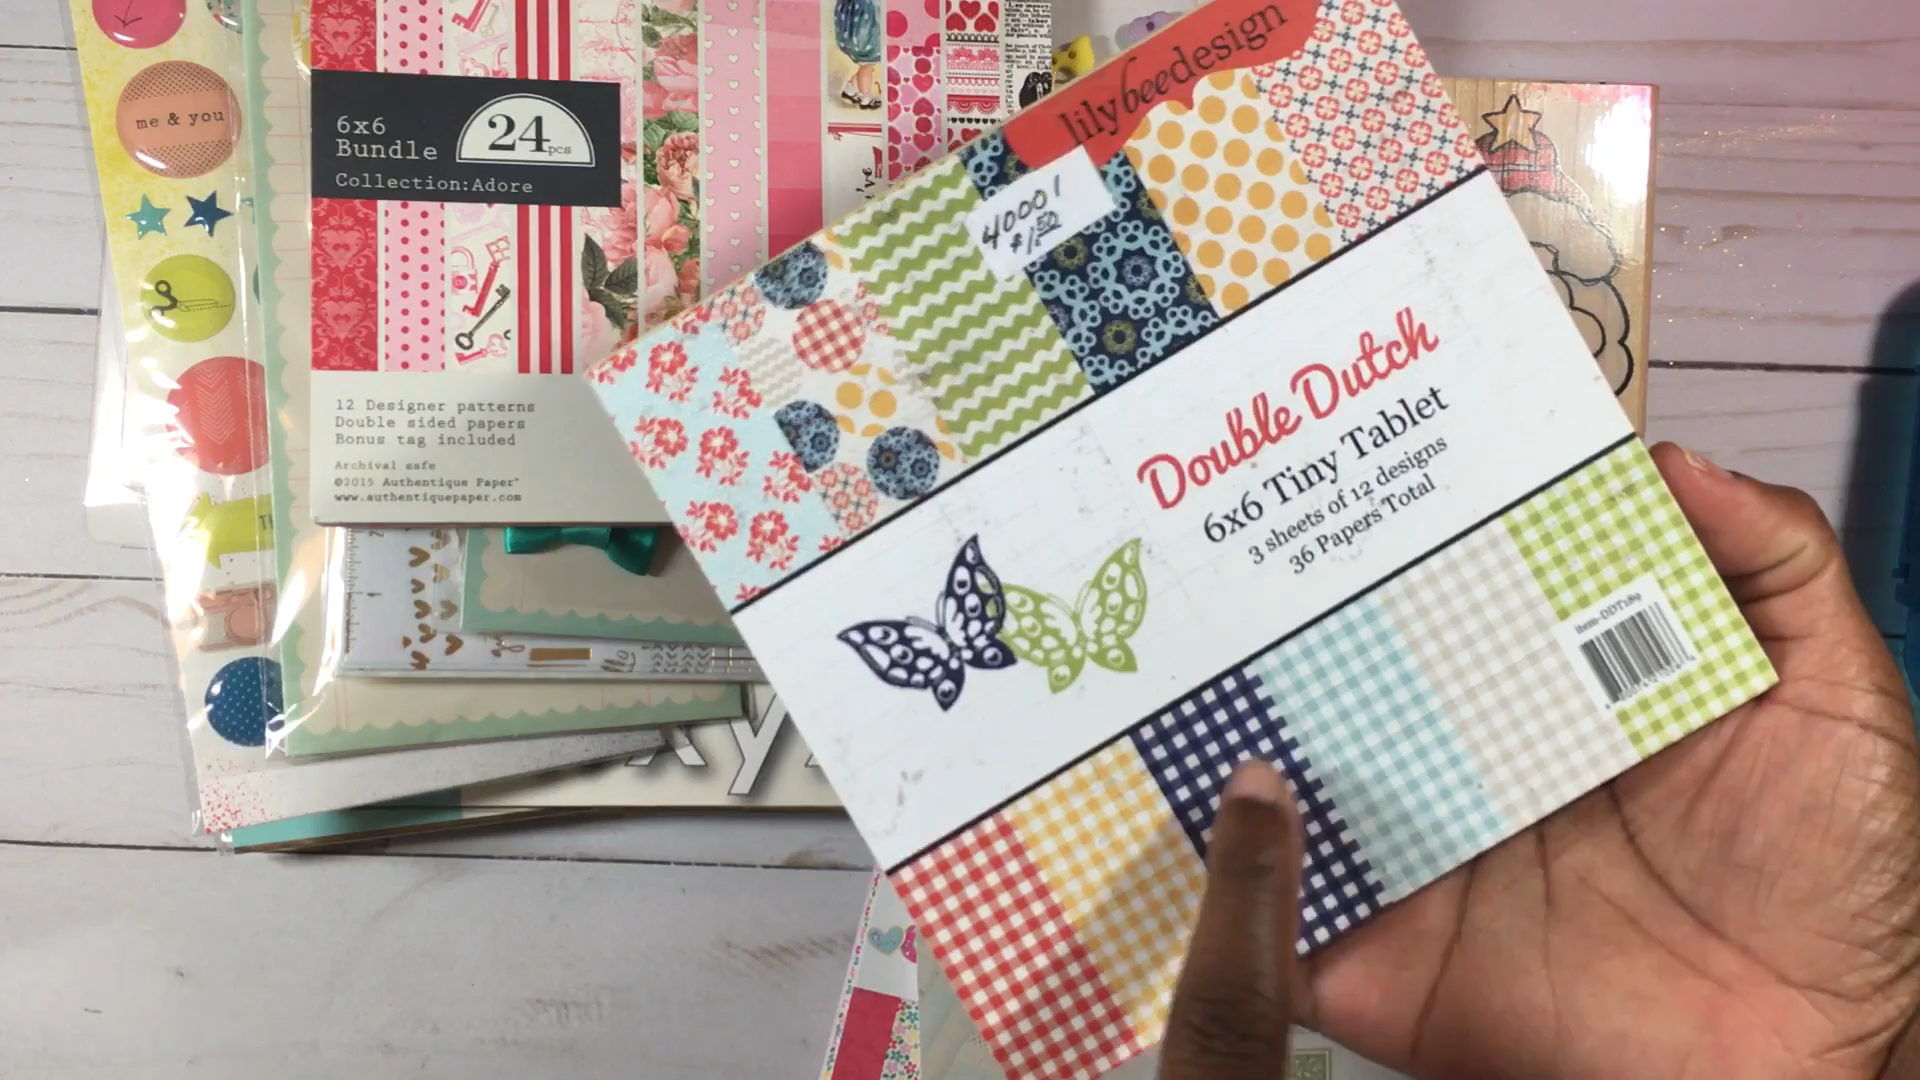 me & you
6x6
Bundle
24pcs
Collection:Adore
12 Designer patterns
Double sided papers
Bonus tag included
Archival safe
©2015 Authentique Paper
www.authentiquepaper.com
lilybeedesign
40001
$1.50
Double Dutch
6x6 Tiny Tablet
3 sheets of 12 designs
36 Papers Total
xy